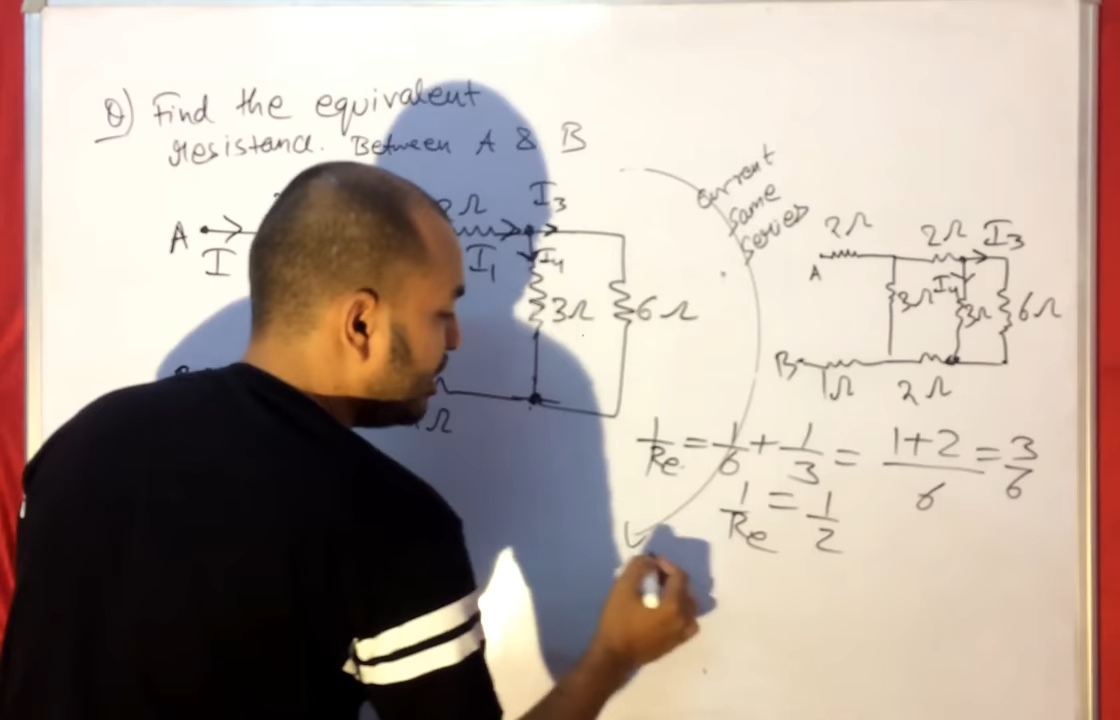 Q) Find the equivalent
resistance. Between A & B
A I 2Ω I1 I3
I4 3Ω 6Ω
Ω
current
same
series
2Ω 2Ω I3
A 3Ω I4 3Ω 6Ω
B 1Ω 2Ω
1/Re = 1/6 + 1/3 = 1+2/6 = 3/6
1/Re = 1/2